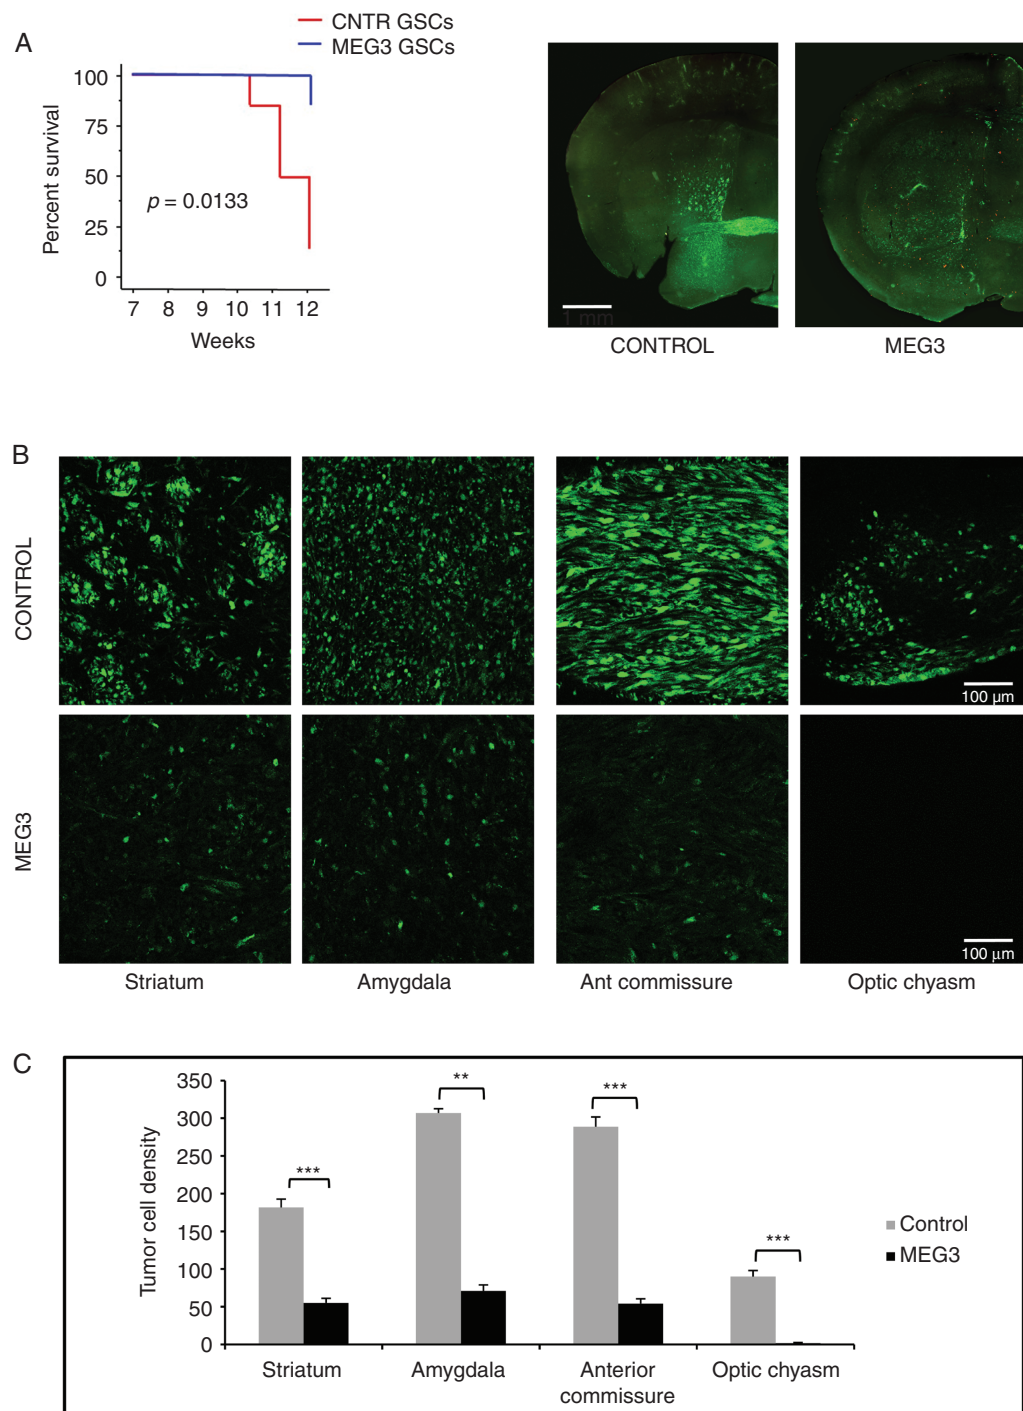 A
CNTR GSCs
MEG3 GSCs
Percent survival
100
75
50
25
0
p = 0.0133
7 8 9 10 11 12
Weeks
1 mm
CONTROL
MEG3
B
CONTROL
100 µm
MEG3
100 µm
Striatum
Amygdala
Ant commissure
Optic chyasm
C
Tumor cell density
350
300
250
200
150
100
50
0
***
**
***
***
Control
MEG3
Striatum
Amygdala
Anterior
commissure
Optic chyasm